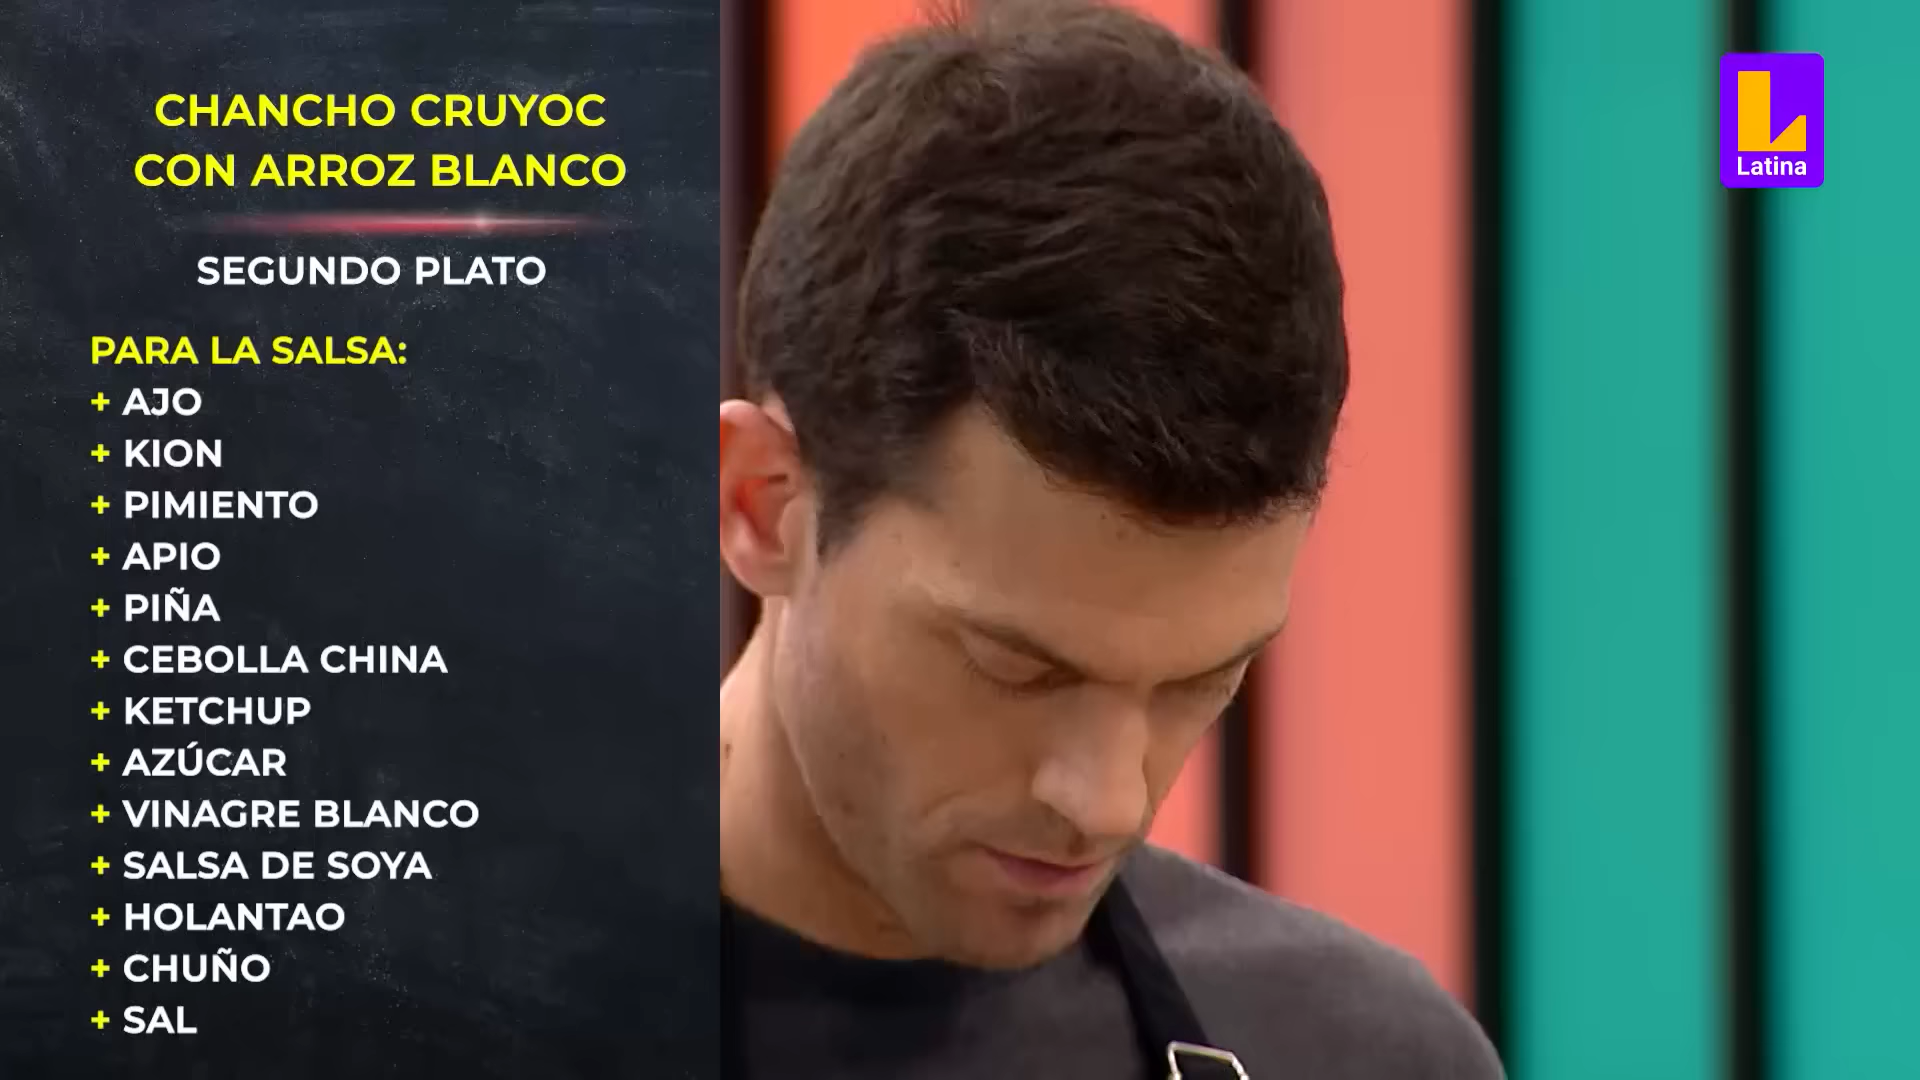 CHANCHO CRUYOC
CON ARROZ BLANCO
SEGUNDO PLATO
PARA LA SALSA:
+ AJO
+ KION
+ PIMIENTO
+ APIO
+ PIÑA
+ CEBOLLA CHINA
+ KETCHUP
+ AZÚCAR
+ VINAGRE BLANCO
+ SALSA DE SOYA
+ HOLANTAO
+ CHUÑO
+ SAL
Latina